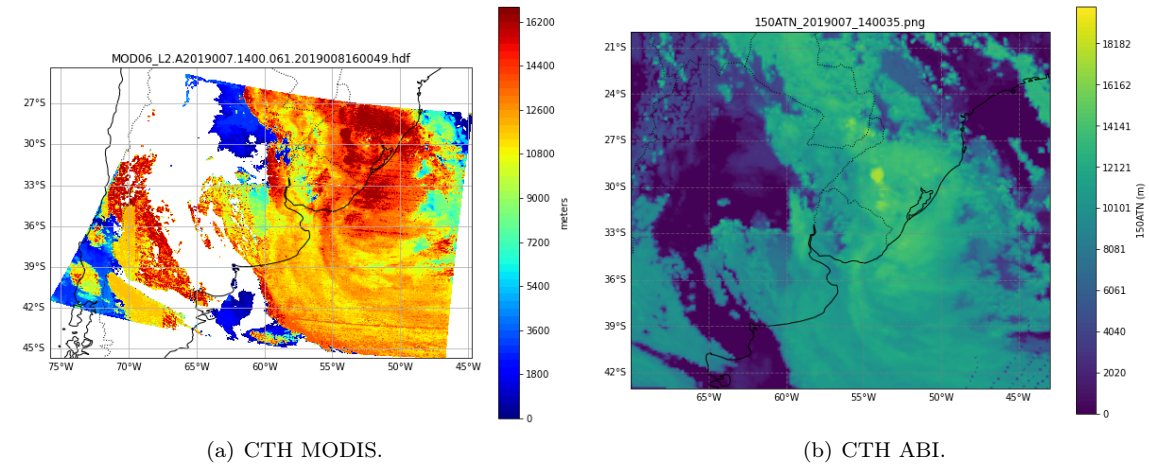 MOD06_L2.A2019007.1400.061.2019008160049.hdf
27°S
30°S
33°S
36°S
39°S
42°S
45°S
75°W 70°W 65°W 60°W 55°W 50°W 45°W
16200
14400
12600
10800
9000
7200
5400
3600
1800
0
meters
(a) CTH MODIS.
150ATN_2019007_140035.png
21°S
24°S
27°S
30°S
33°S
36°S
39°S
42°S
65°W 60°W 55°W 50°W 45°W
18182
16162
14141
12121
10101
8081
6061
4040
2020
0
150ATN (m)
(b) CTH ABI.